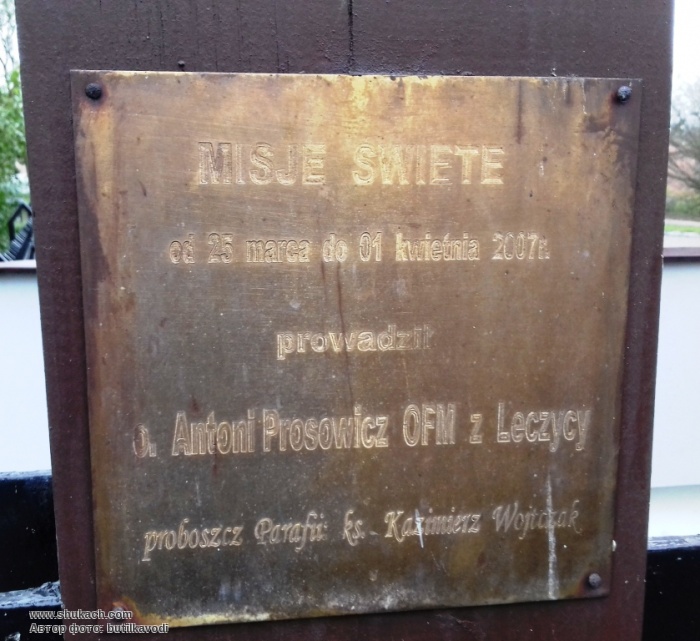 MISJE SWIETE
od 25 marca do 01 kwietnia 2007r.
prowadził
o. Antoni Prosowicz OFM z Leczycy
proboszcz Parafii: ks. Kazimierz Wojtczak
www.shukach.com
Автор фото: butilkavodi